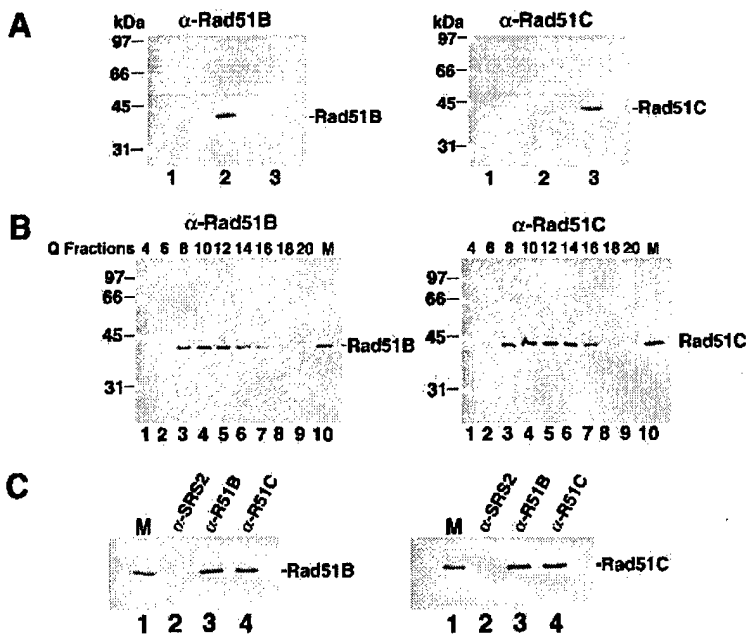 A
kDa
α-Rad51B
97-
66-
45-
31-
-Rad51B
1 2 3
kDa
α-Rad51C
97-
66-
45-
31-
-Rad51C
1 2 3
B
α-Rad51B
Q Fractions 4 6 8 10 12 14 16 18 20 M
97-
66-
45-
31-
-Rad51B
1 2 3 4 5 6 7 8 9 10
α-Rad51C
4 6 8 10 12 14 16 18 20 M
97-
66-
45-
31-
Rad51C
1 2 3 4 5 6 7 8 9 10
C
M α-SRS2 α-R51B α-R51C
-Rad51B
1 2 3 4
M α-SRS2 α-R51B α-R51C
-Rad51C
1 2 3 4